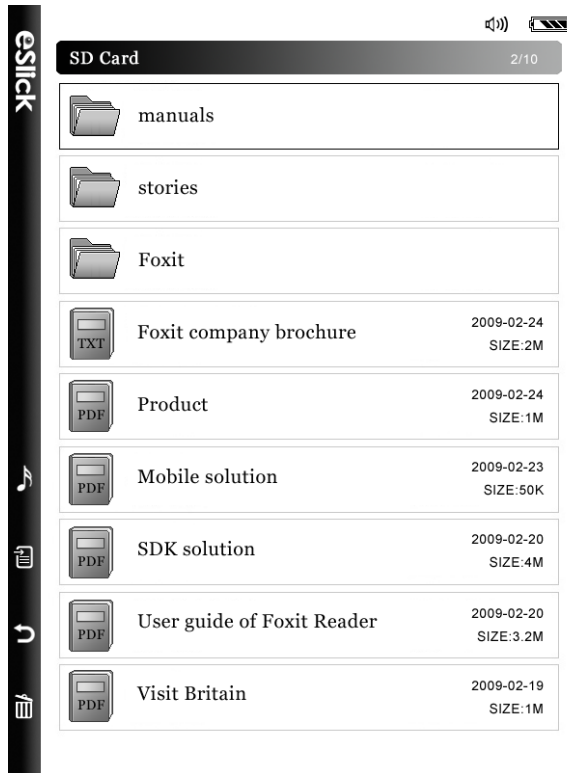 eSlick
SD Card 2/10
manuals
stories
Foxit
TXT
Foxit company brochure
2009-02-24
SIZE:2M
PDF
Product
2009-02-24
SIZE:1M
PDF
Mobile solution
2009-02-23
SIZE:50K
PDF
SDK solution
2009-02-20
SIZE:4M
PDF
User guide of Foxit Reader
2009-02-20
SIZE:3.2M
PDF
Visit Britain
2009-02-19
SIZE:1M